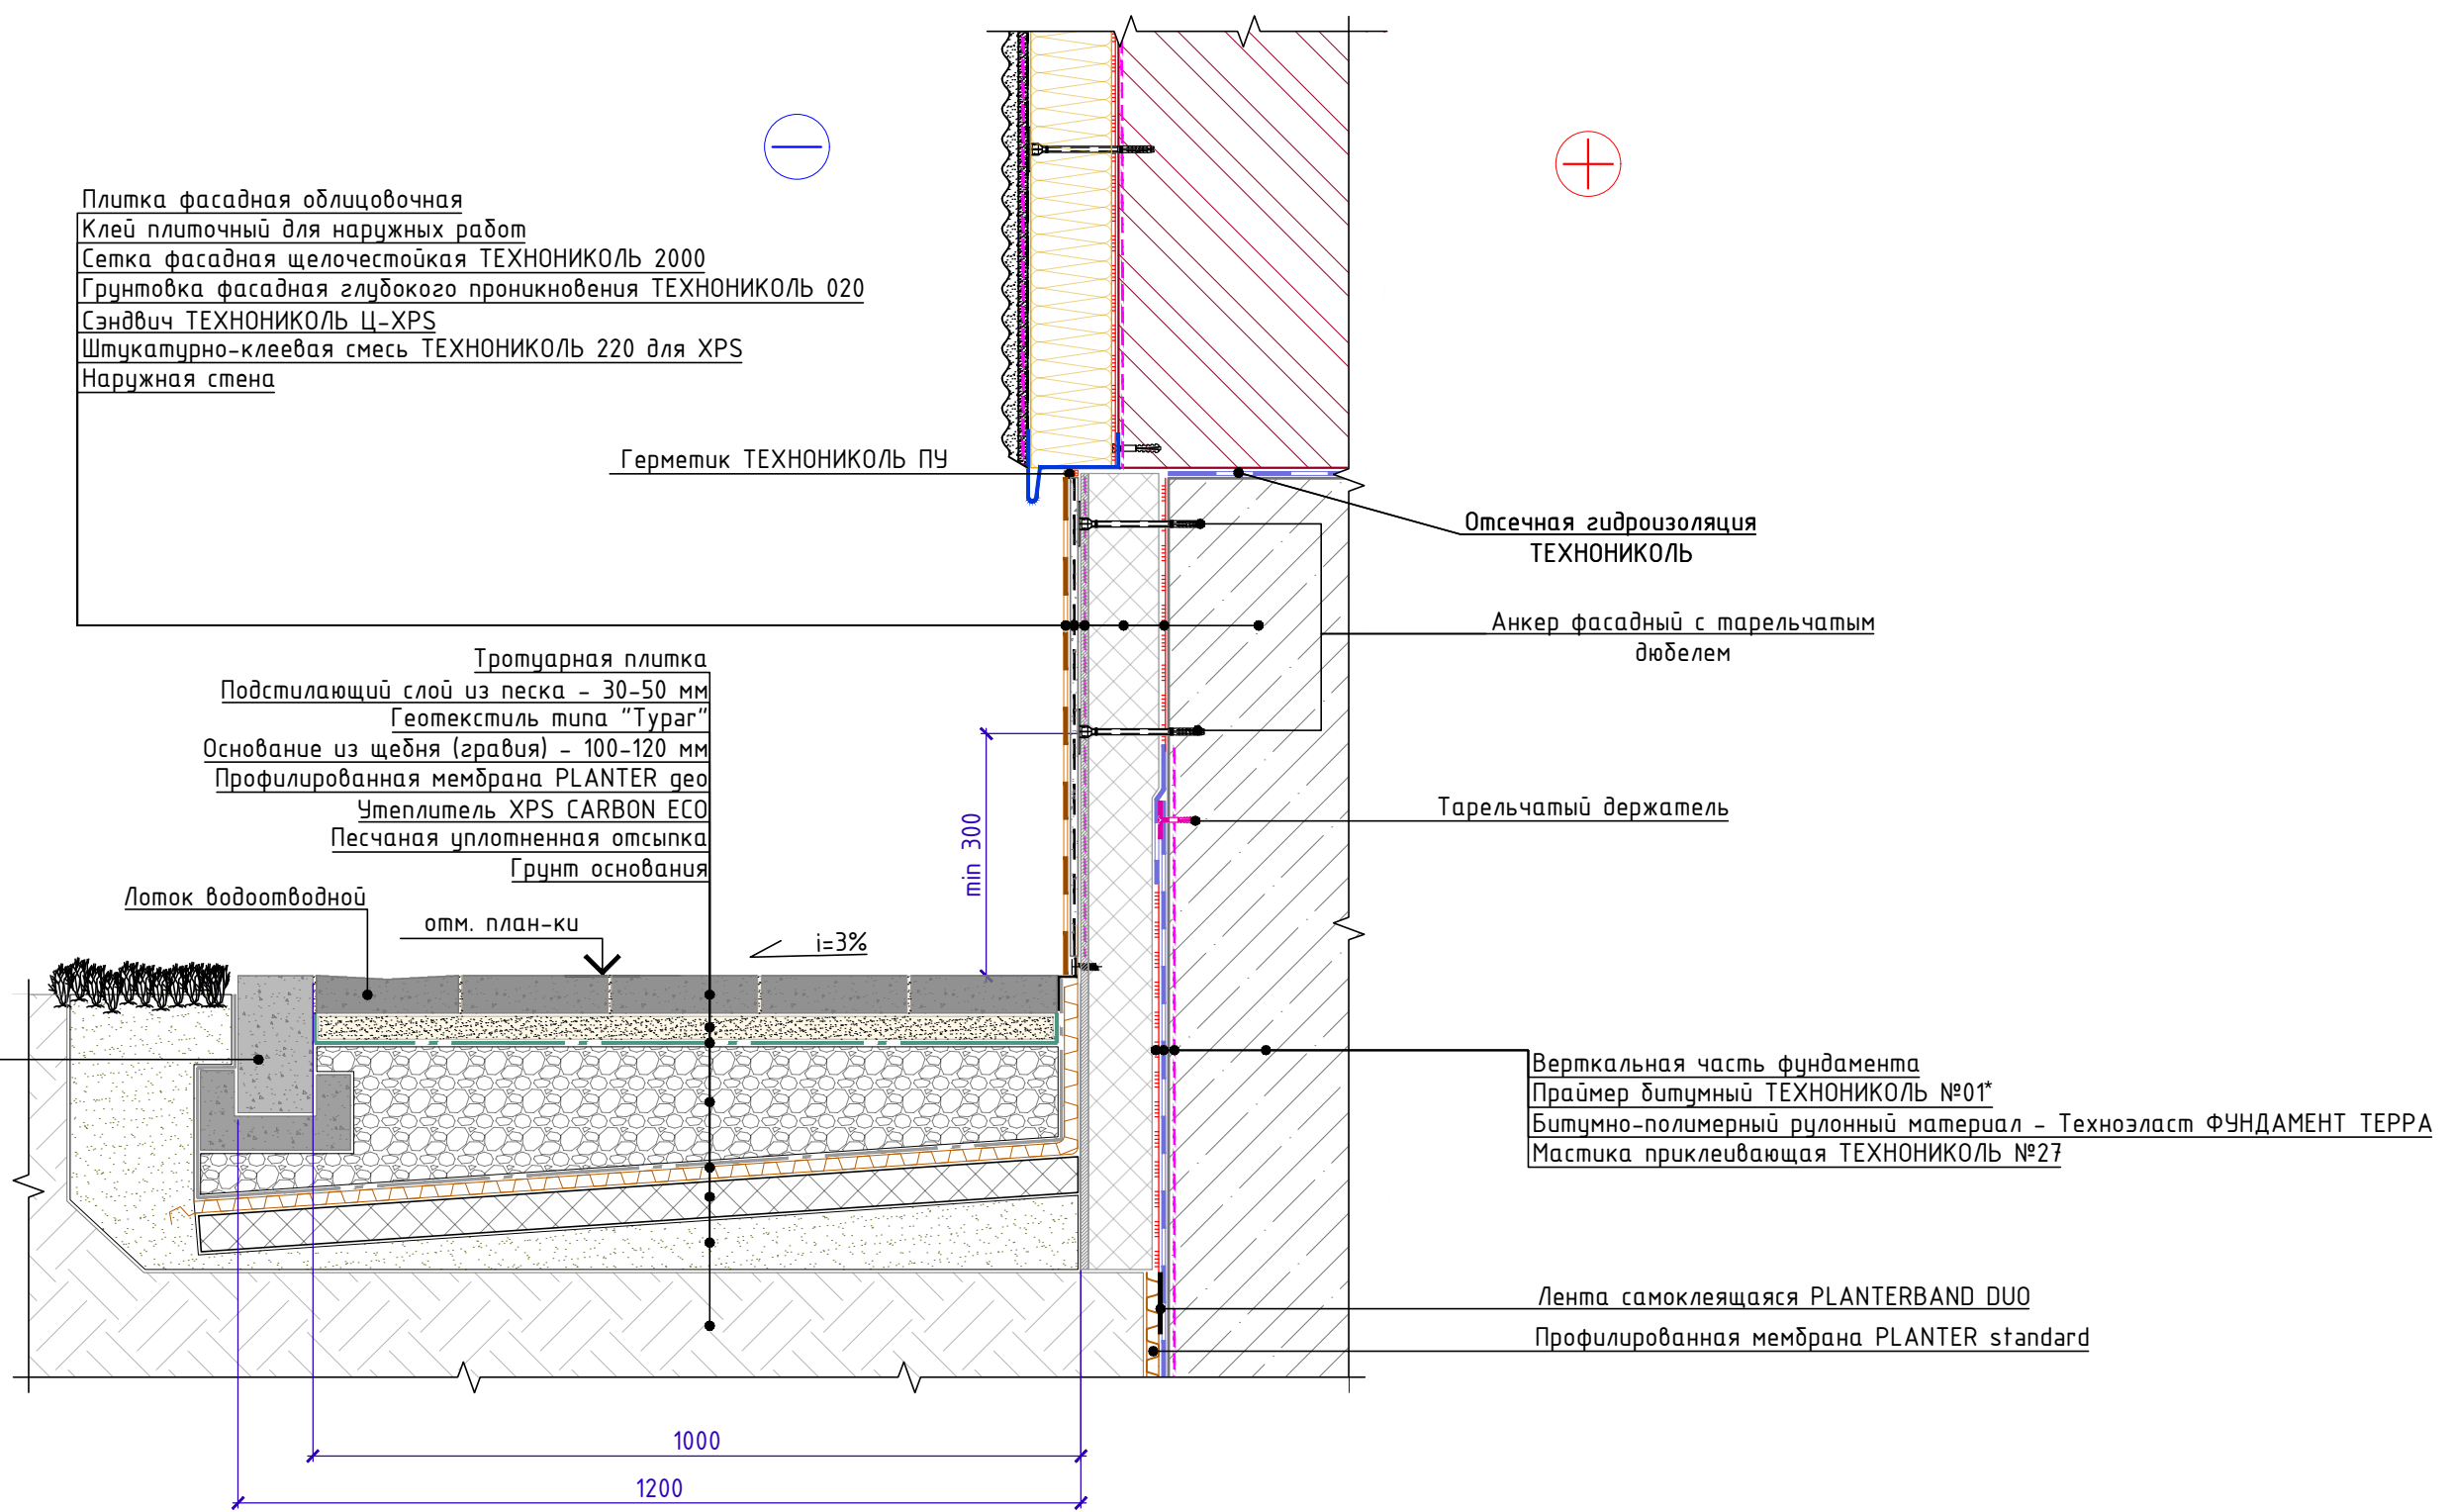 Плитка фасадная облицовочная
Клей плиточный для наружных работ
Сетка фасадная щелочестойкая ТЕХНОНИКОЛЬ 2000
Грунтовка фасадная глубокого проникновения ТЕХНОНИКОЛЬ 020
Сэндвич ТЕХНОНИКОЛЬ Ц-XPS
Штукатурно-клеевая смесь ТЕХНОНИКОЛЬ 220 для XPS
Наружная стена
Герметик ТЕХНОНИКОЛЬ ПУ
Отсечная гидроизоляция
ТЕХНОНИКОЛЬ
Анкер фасадный с тарельчатым
дюбелем
Тротуарная плитка
Подстилающий слой из песка - 30-50 мм
Геотекстиль типа "Typar"
Основание из щебня (гравия) - 100-120 мм
Профилированная мембрана PLANTER geo
Утеплитель XPS CARBON ECO
Песчаная уплотненная отсыпка
Грунт основания
Тарельчатый держатель
min 300
Лоток водоотводной
отм. план-ки
i=3%
Верткальная часть фундамента
Праймер битумный ТЕХНОНИКОЛЬ №01*
Битумно-полимерный рулонный материал - Техноэласт ФУНДАМЕНТ ТЕРРА
Мастика приклеивающая ТЕХНОНИКОЛЬ №27
Лента самоклеящаяся PLANTERBAND DUO
Профилированная мембрана PLANTER standard
1000
1200